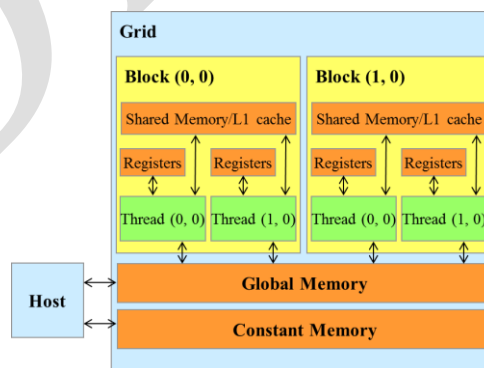 Grid
Block (0, 0)
Block (1, 0)
Shared Memory/L1 cache
Shared Memory/L1 cache
Registers
Registers
Registers
Registers
Thread (0, 0)
Thread (1, 0)
Thread (0, 0)
Thread (1, 0)
Host
Global Memory
Constant Memory